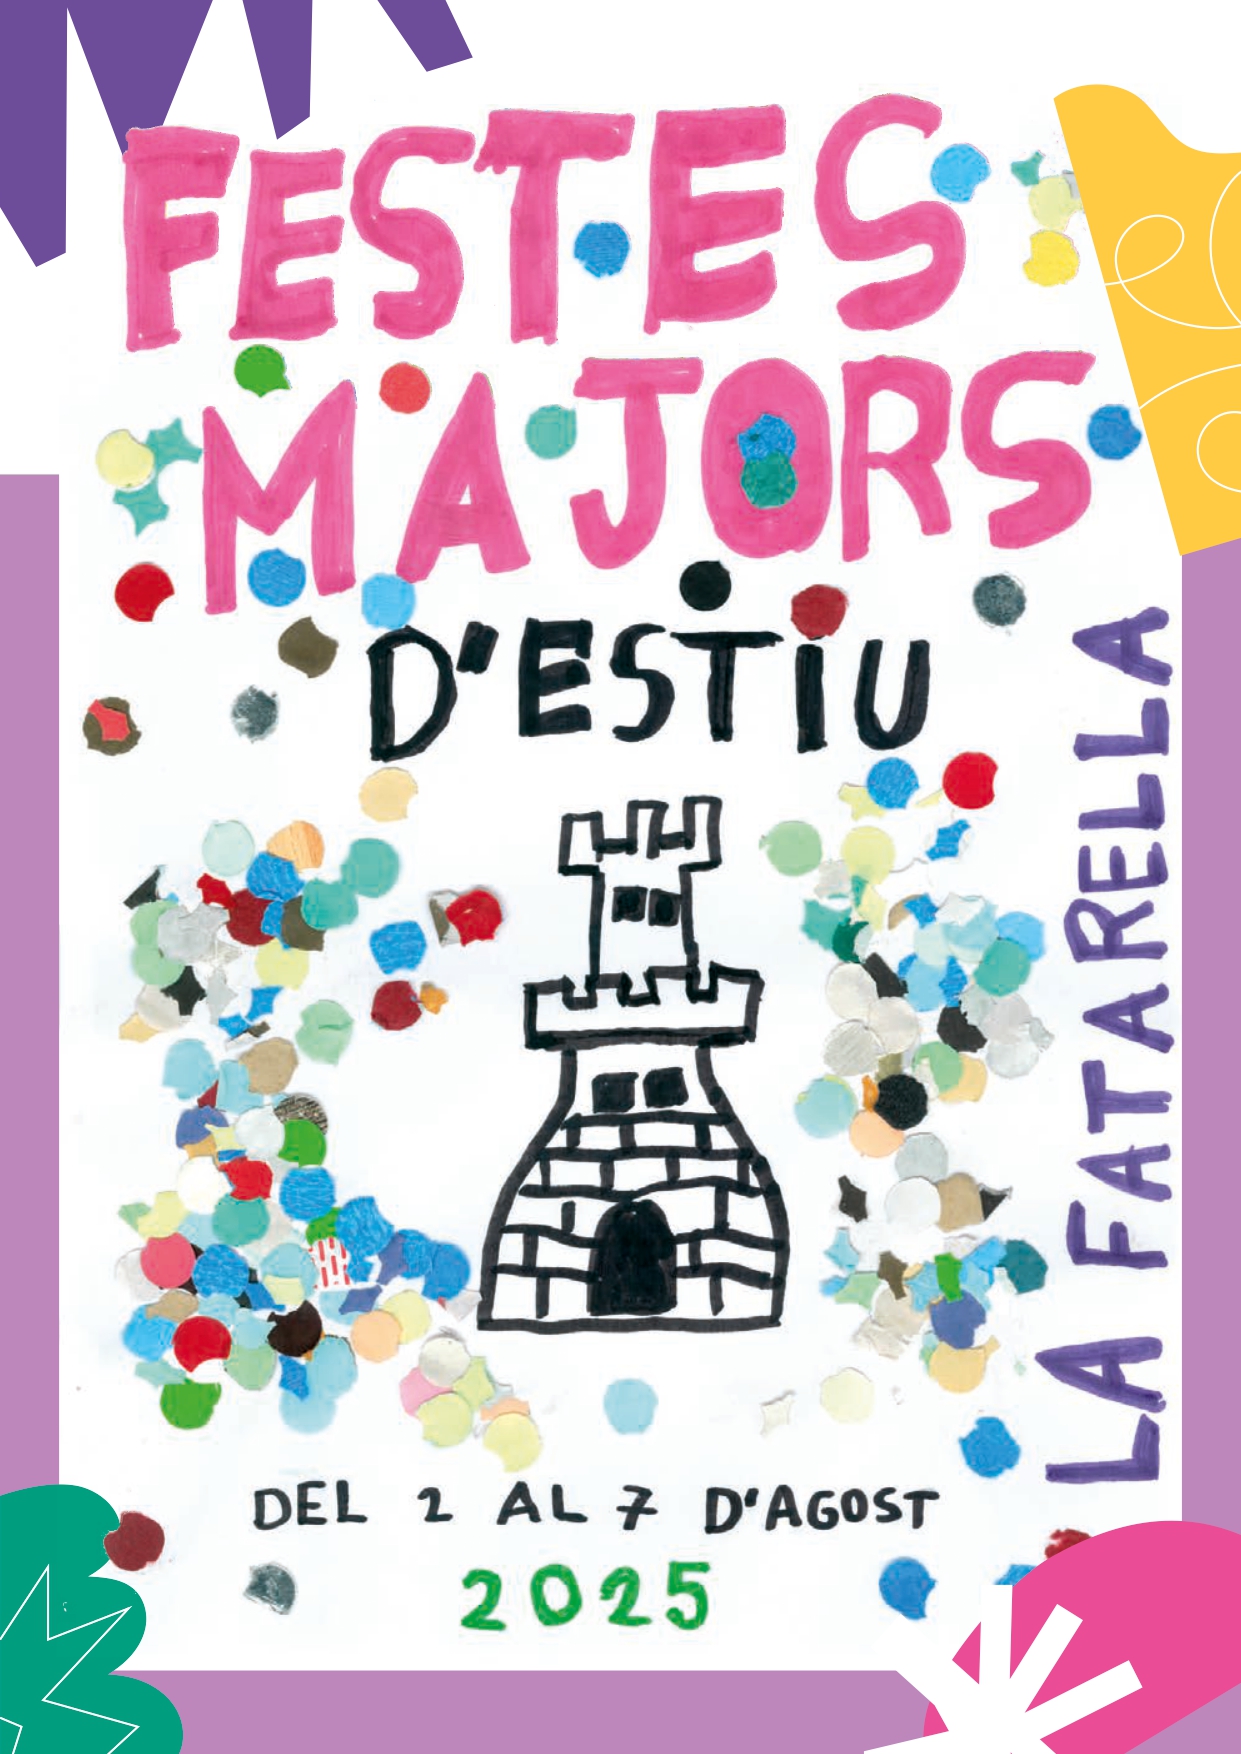 FESTES
MAJORS
D'ESTIU
LA FATARELLA
DEL 2 AL 7 D'AGOST
2025